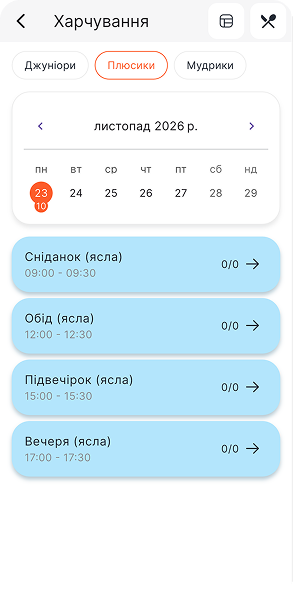 Харчування
Джуніори Плюсики Мудрики
листопад 2026 р.
пн вт ср чт пт сб нд
23 24 25 26 27 28 29
10
Сніданок (ясла)
09:00 - 09:30
0/0
Обід (ясла)
12:00 - 12:30
0/0
Підвечірок (ясла)
15:00 - 15:30
0/0
Вечеря (ясла)
17:00 - 17:30
0/0